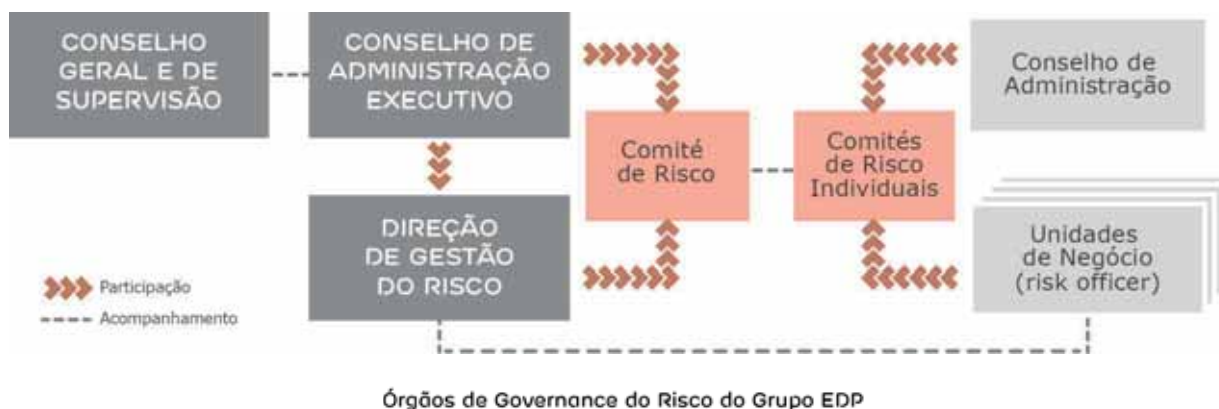 CONSELHO
GERAL E DE
SUPERVISÃO
CONSELHO DE
ADMINISTRAÇÃO
EXECUTIVO
Conselho de
Administração
Comité
de Risco
Comités
de Risco
Individuais
DIREÇÃO
DE GESTÃO
DO RISCO
Unidades
de Negócio
(risk officer)
Participação
Acompanhamento
Órgãos de Governance do Risco do Grupo EDP